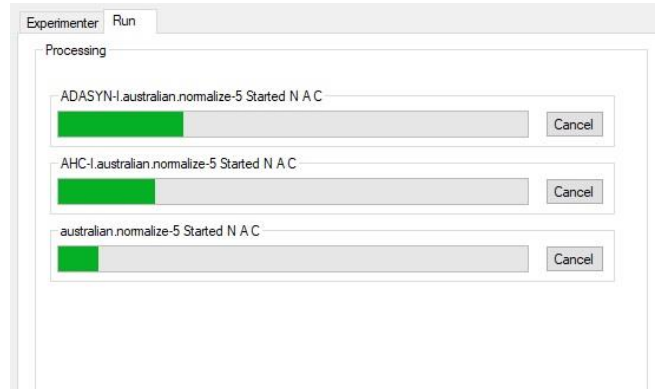 Experimenter Run
Processing
ADASYN-I.australian.normalize-5 Started N A C
Cancel
AHC-I.australian.normalize-5 Started N A C
Cancel
australian.normalize-5 Started N A C
Cancel